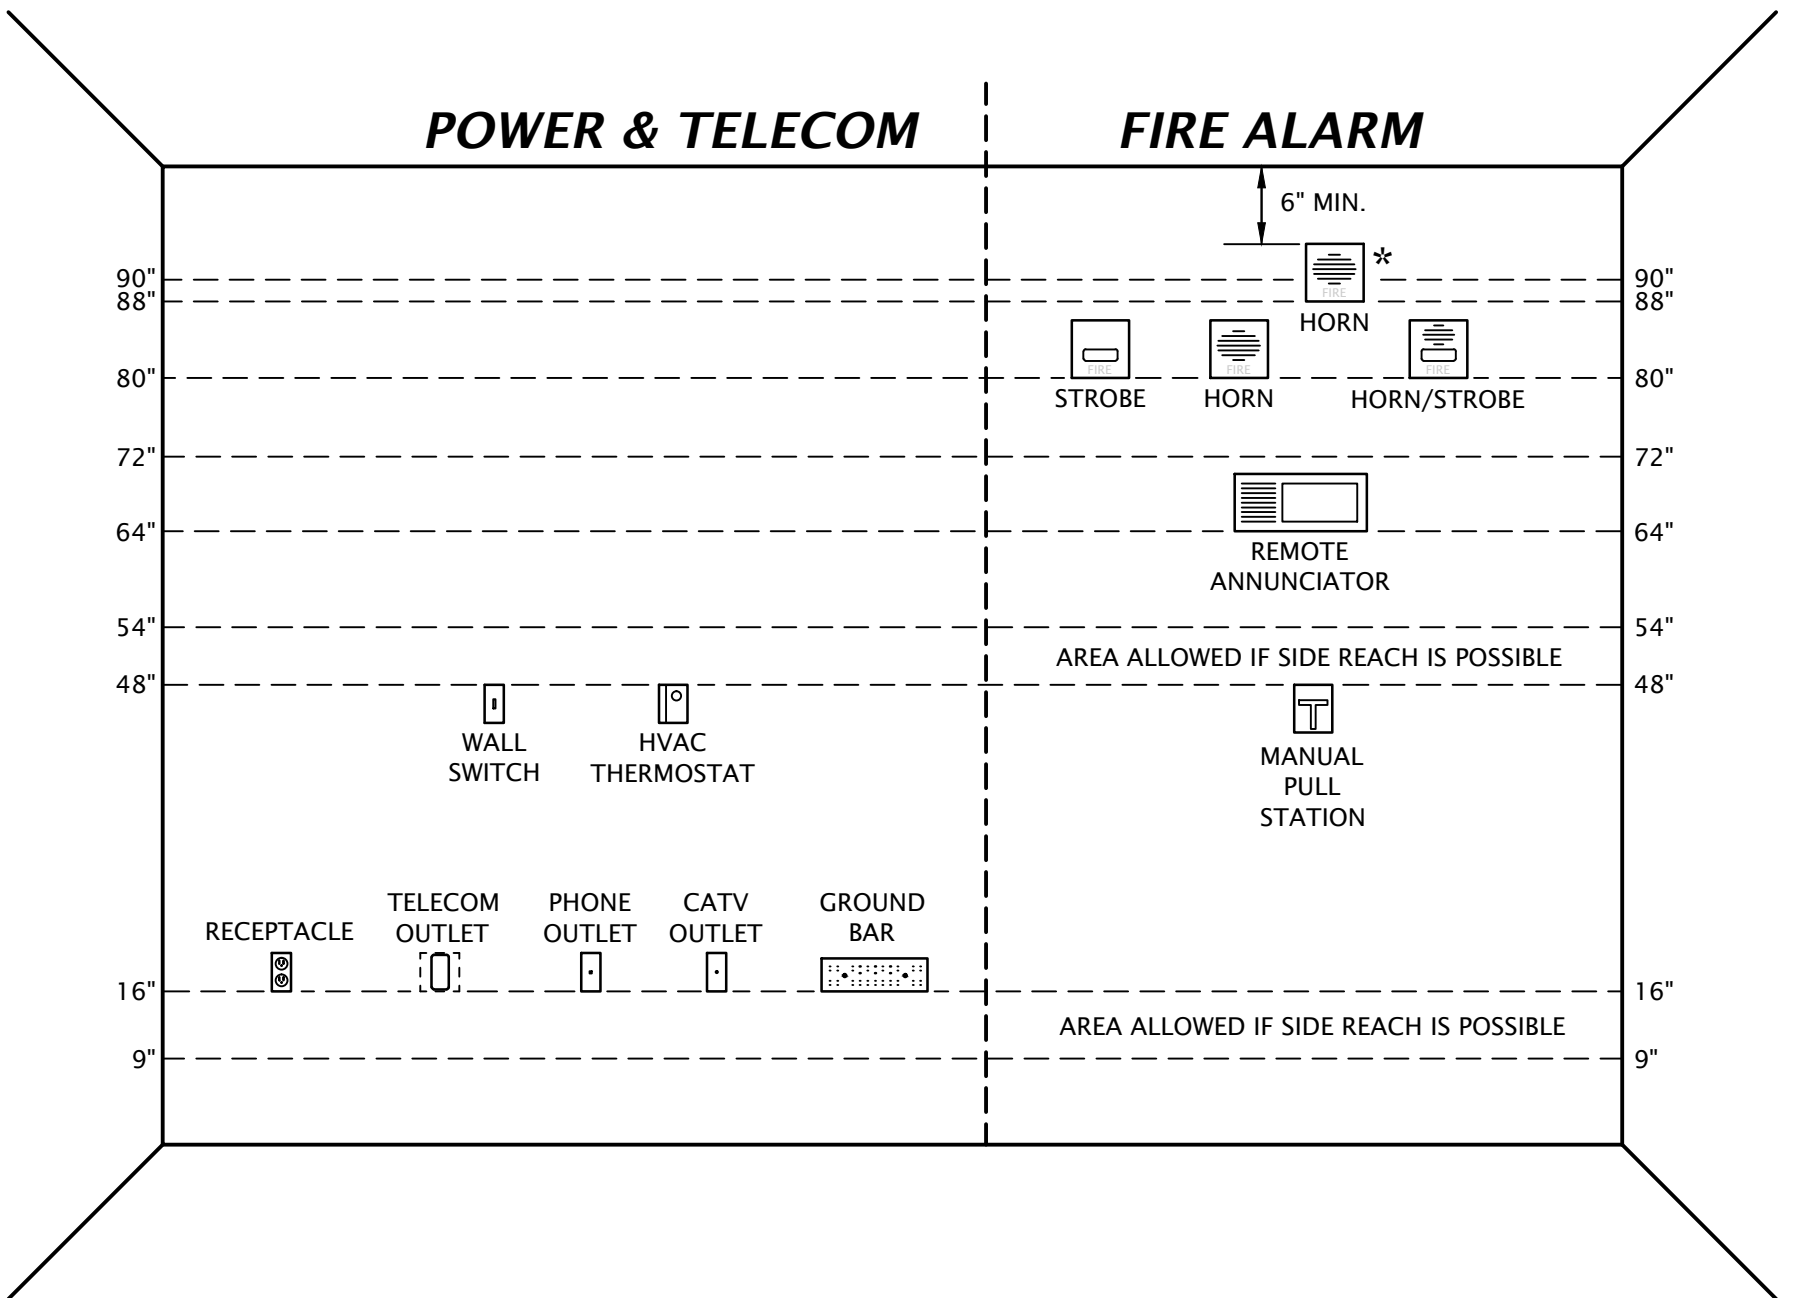 POWER & TELECOM
FIRE ALARM
6" MIN.
*
90"
90"
FIRE
88"
88"
HORN
FIRE
FIRE
FIRE
80"
80"
STROBE
HORN
HORN/STROBE
72"
72"
64"
64"
REMOTE
ANNUNCIATOR
54"
54"
AREA ALLOWED IF SIDE REACH IS POSSIBLE
48"
48"
WALL
SWITCH
HVAC
THERMOSTAT
MANUAL
PULL
STATION
RECEPTACLE
TELECOM
OUTLET
PHONE
OUTLET
CATV
OUTLET
GROUND
BAR
16"
16"
AREA ALLOWED IF SIDE REACH IS POSSIBLE
9"
9"